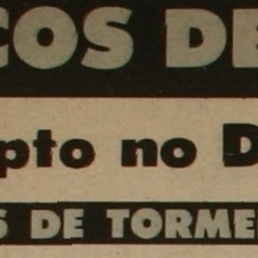 COS DE
pto no D
S DE TORME